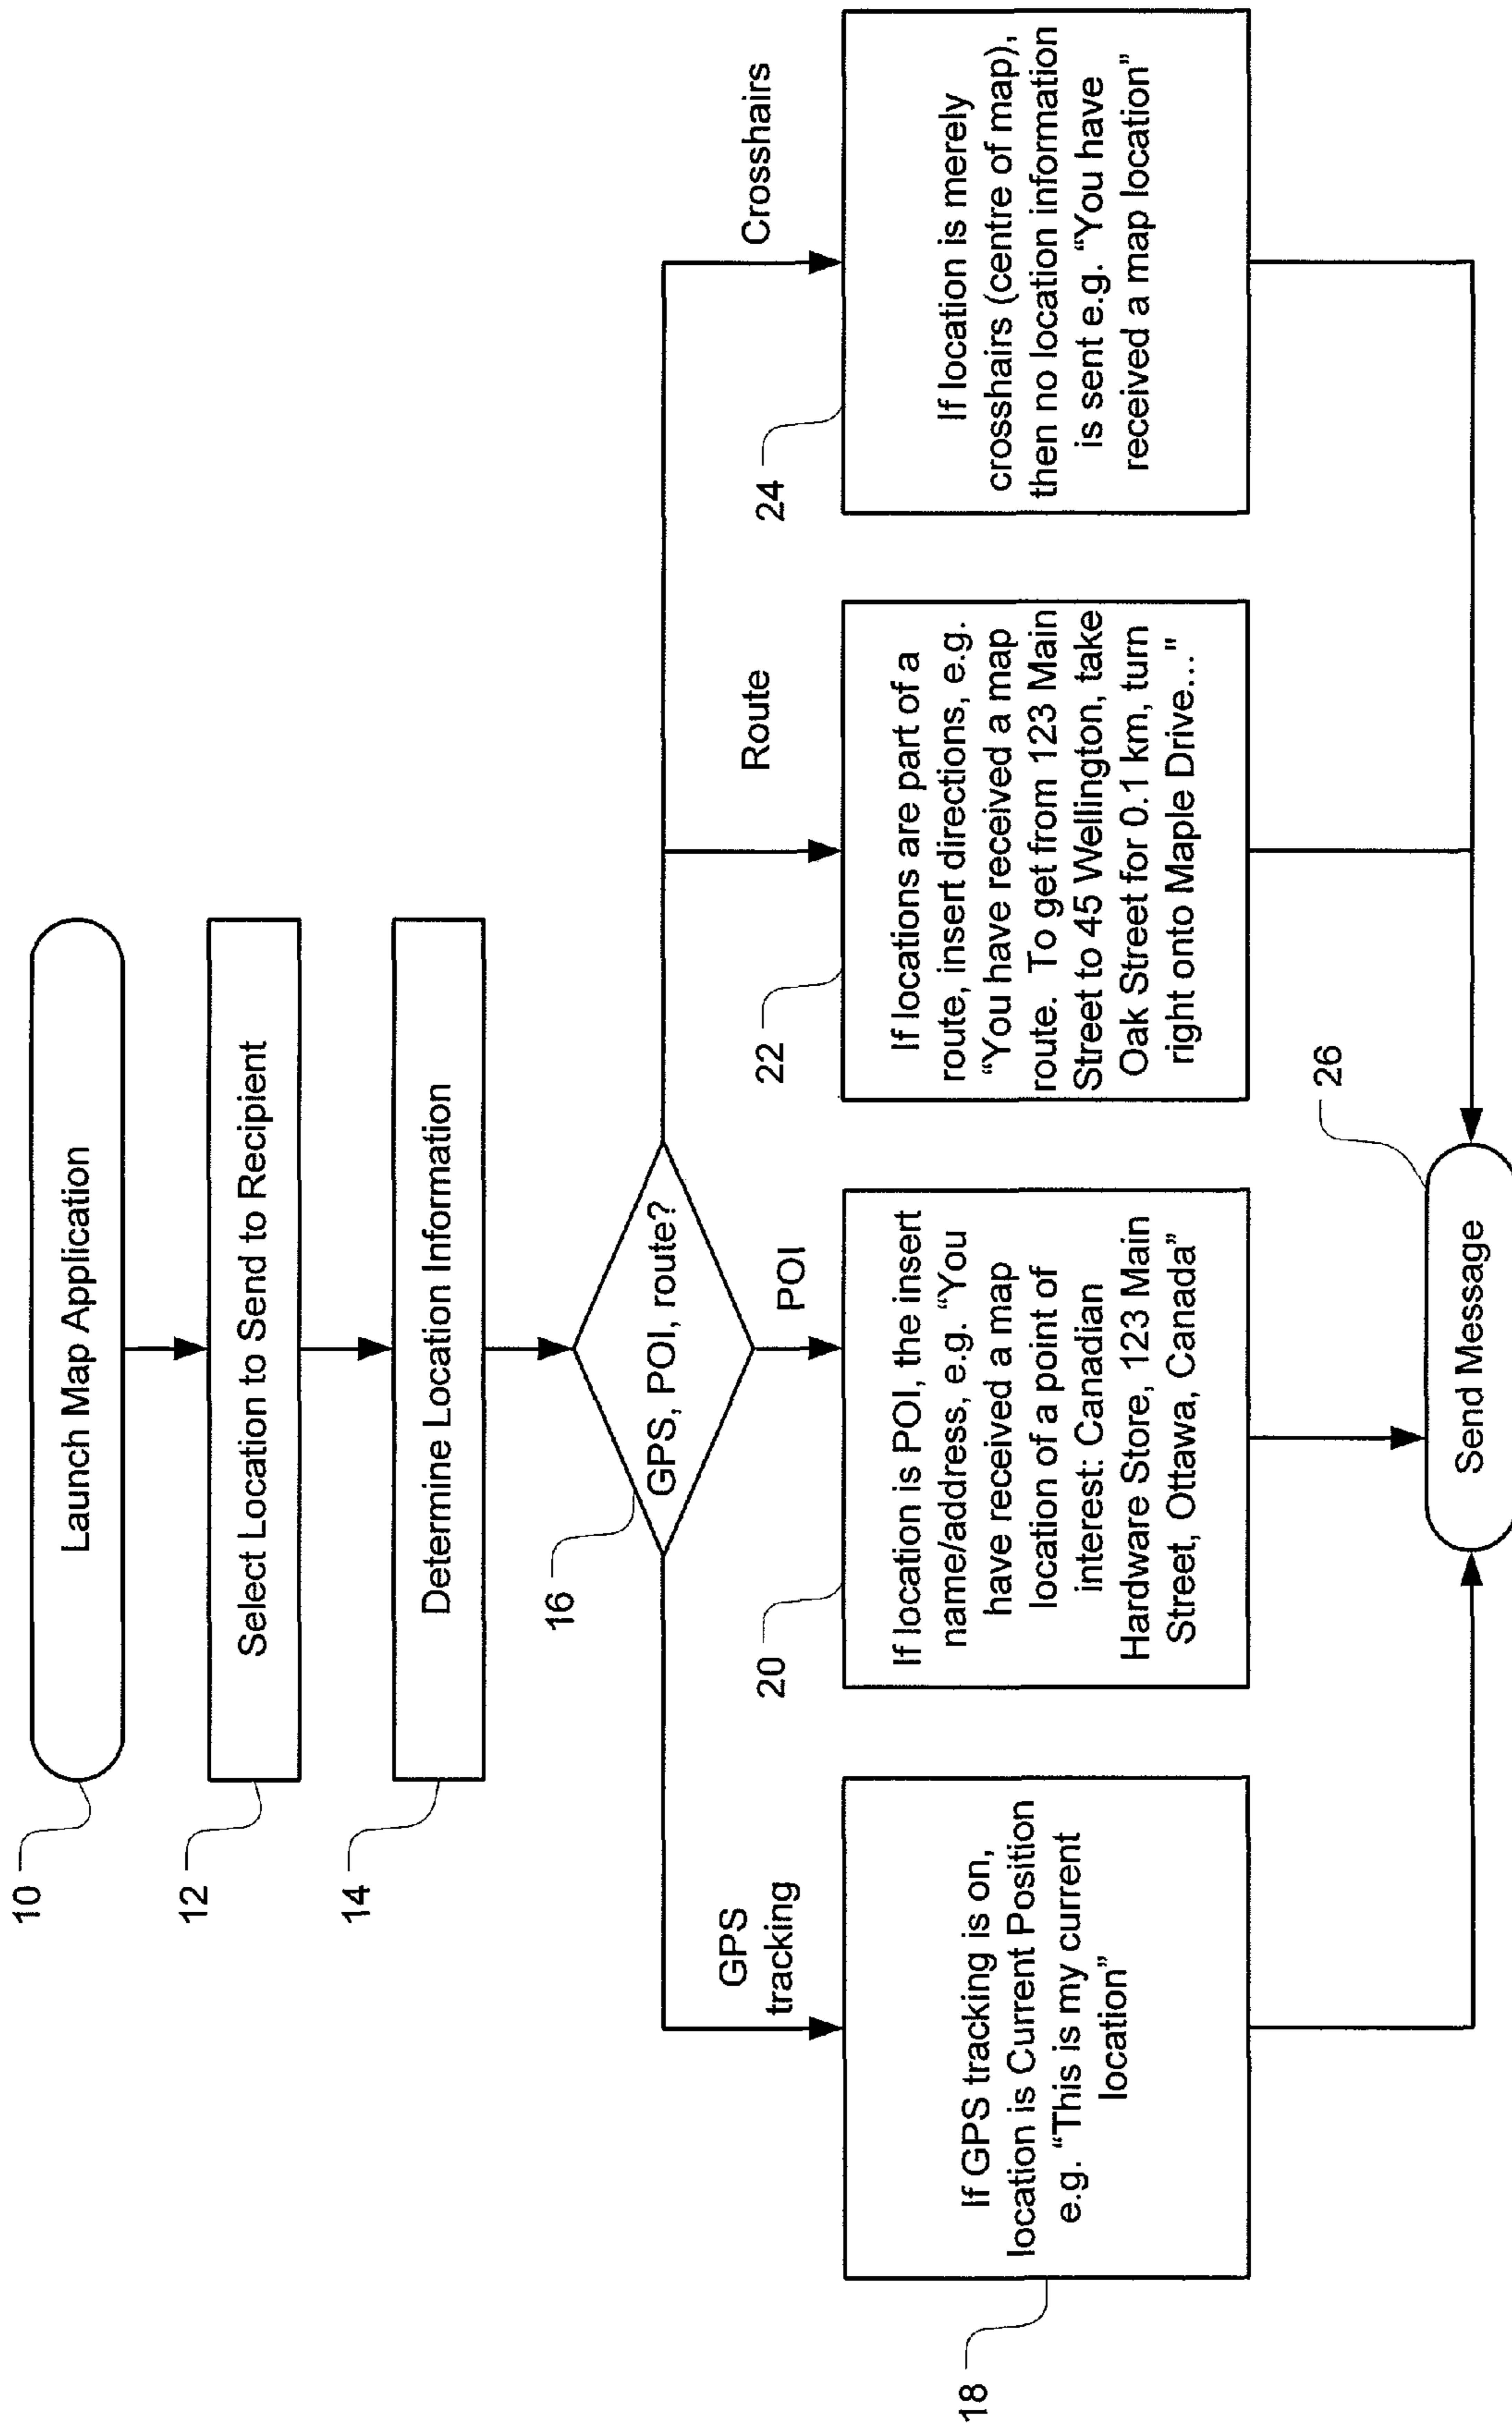 10
Launch Map Application
12
Select Location to Send to Recipient
14
Determine Location Information
16
GPS, POI, route?
GPS
tracking
POI
Route
Crosshairs
18
If GPS tracking is on,
location is Current Position
e.g. “This is my current
location”
20
If location is POI, the insert
name/address, e.g. “You
have received a map
location of a point of
interest: Canadian
Hardware Store, 123 Main
Street, Ottawa, Canada”
22
If locations are part of a
route, insert directions, e.g.
“You have received a map
route. To get from 123 Main
Street to 45 Wellington, take
Oak Street for 0.1 km, turn
right onto Maple Drive..."
24
If location is merely
crosshairs (centre of map),
then no location information
is sent e.g. “You have
received a map location”
26
Send Message